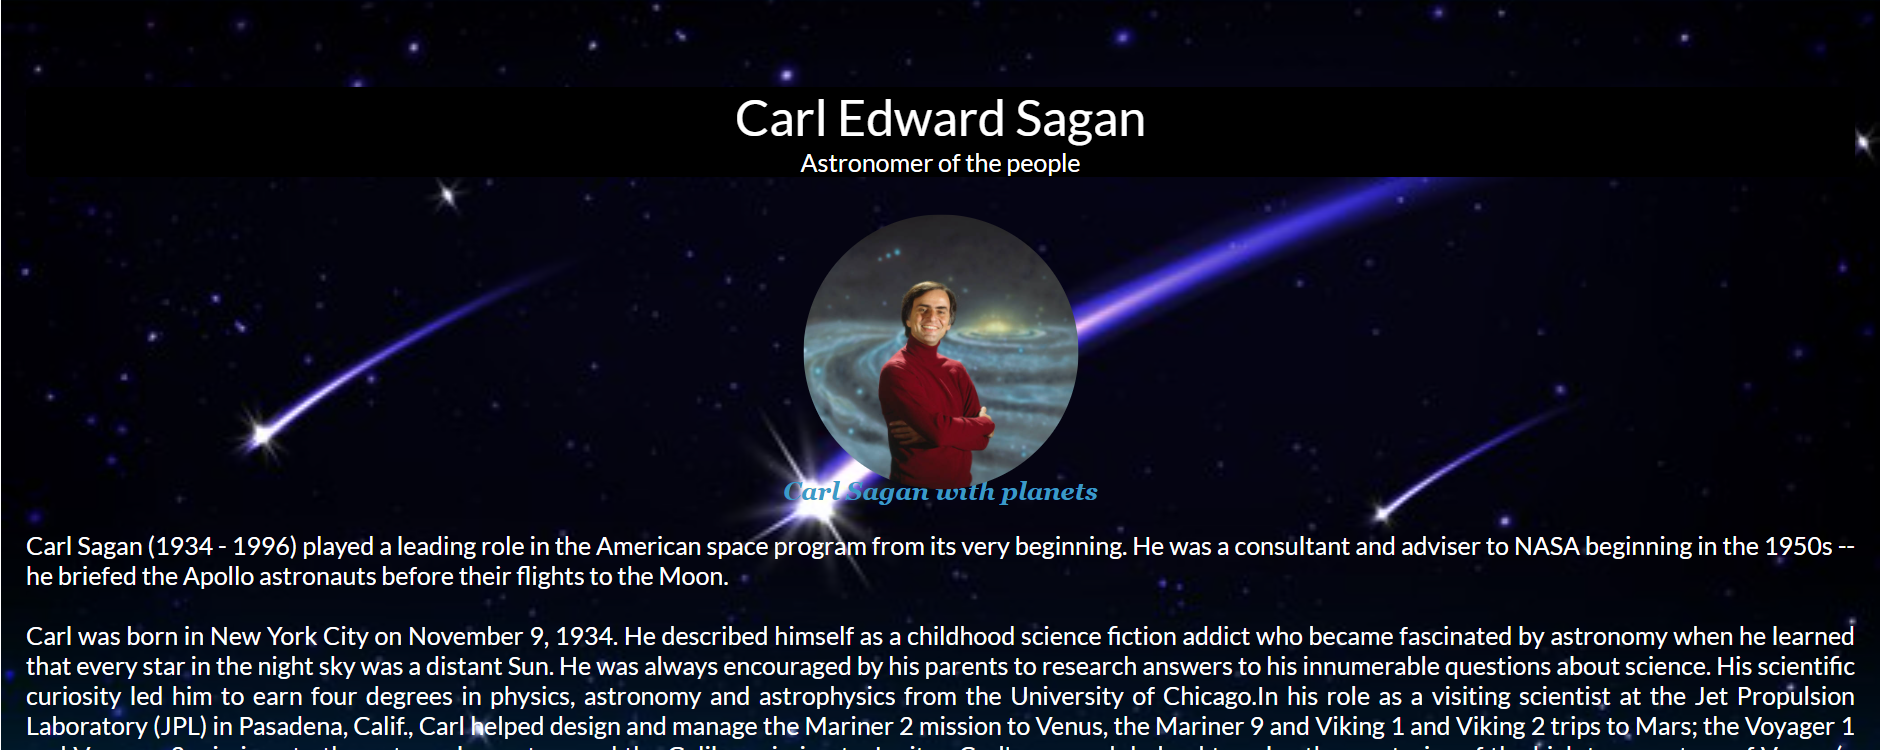 Carl Edward Sagan
Astronomer of the people
Carl Sagan with planets
Carl Sagan (1934 - 1996) played a leading role in the American space program from its very beginning. He was a consultant and adviser to NASA beginning in the 1950s --
he briefed the Apollo astronauts before their flights to the Moon.
Carl was born in New York City on November 9, 1934. He described himself as a childhood science fiction addict who became fascinated by astronomy when he learned
that every star in the night sky was a distant Sun. He was always encouraged by his parents to research answers to his innumerable questions about science. His scientific
curiosity led him to earn four degrees in physics, astronomy and astrophysics from the University of Chicago.In his role as a visiting scientist at the Jet Propulsion
Laboratory (JPL) in Pasadena, Calif., Carl helped design and manage the Mariner 2 mission to Venus, the Mariner 9 and Viking 1 and Viking 2 trips to Mars; the Voyager 1